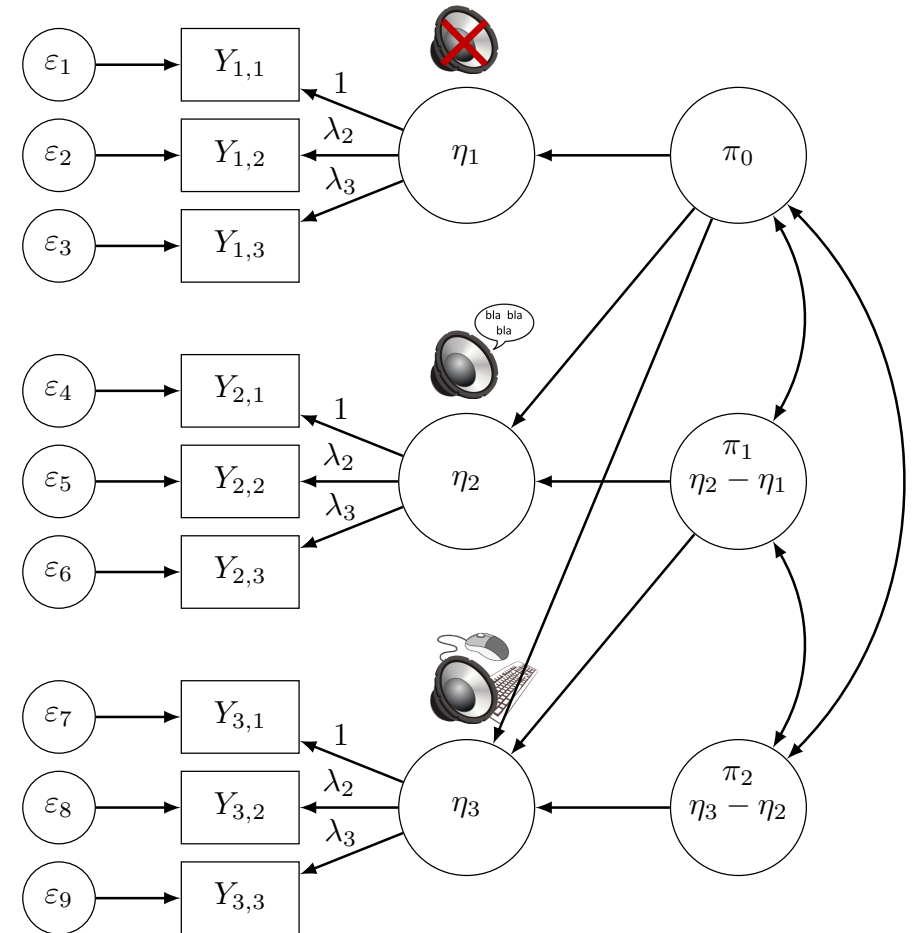 ε₁
Y₁,₁
1
η₁
π₀
ε₂
Y₁,₂
λ₂
ε₃
Y₁,₃
λ₃
bla bla
bla
ε₄
Y₂,₁
1
η₂
π₁
η₂ − η₁
ε₅
Y₂,₂
λ₂
ε₆
Y₂,₃
λ₃
ε₇
Y₃,₁
1
η₃
π₂
η₃ − η₂
ε₈
Y₃,₂
λ₂
ε₉
Y₃,₃
λ₃